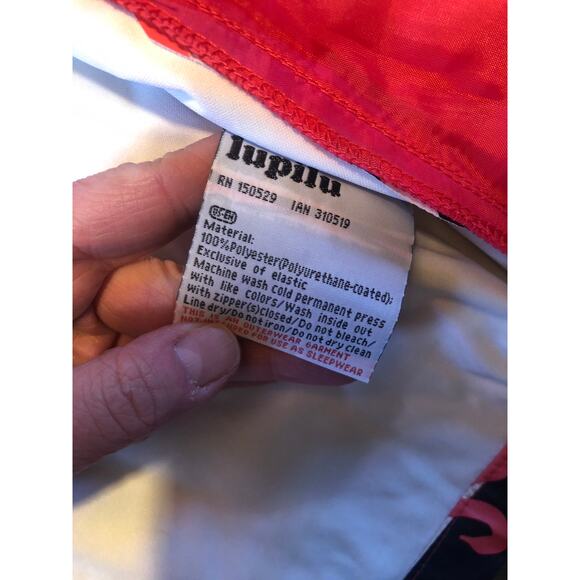 lupilu
RN 150529 IAN 310519
US-EN
Material:
100%Polyester(Polyurethane-coated);
Exclusive of elastic
Machine Wash Cold permanent press
with like colors/Wash inside out
with zipper(s)closed/Do not bleach/
Line dry/Do not iron/Do not dry clean
THIS IS AN OUTERWEAR GARMENT
NOT INTENDED FOR USE AS SLEEPWEAR